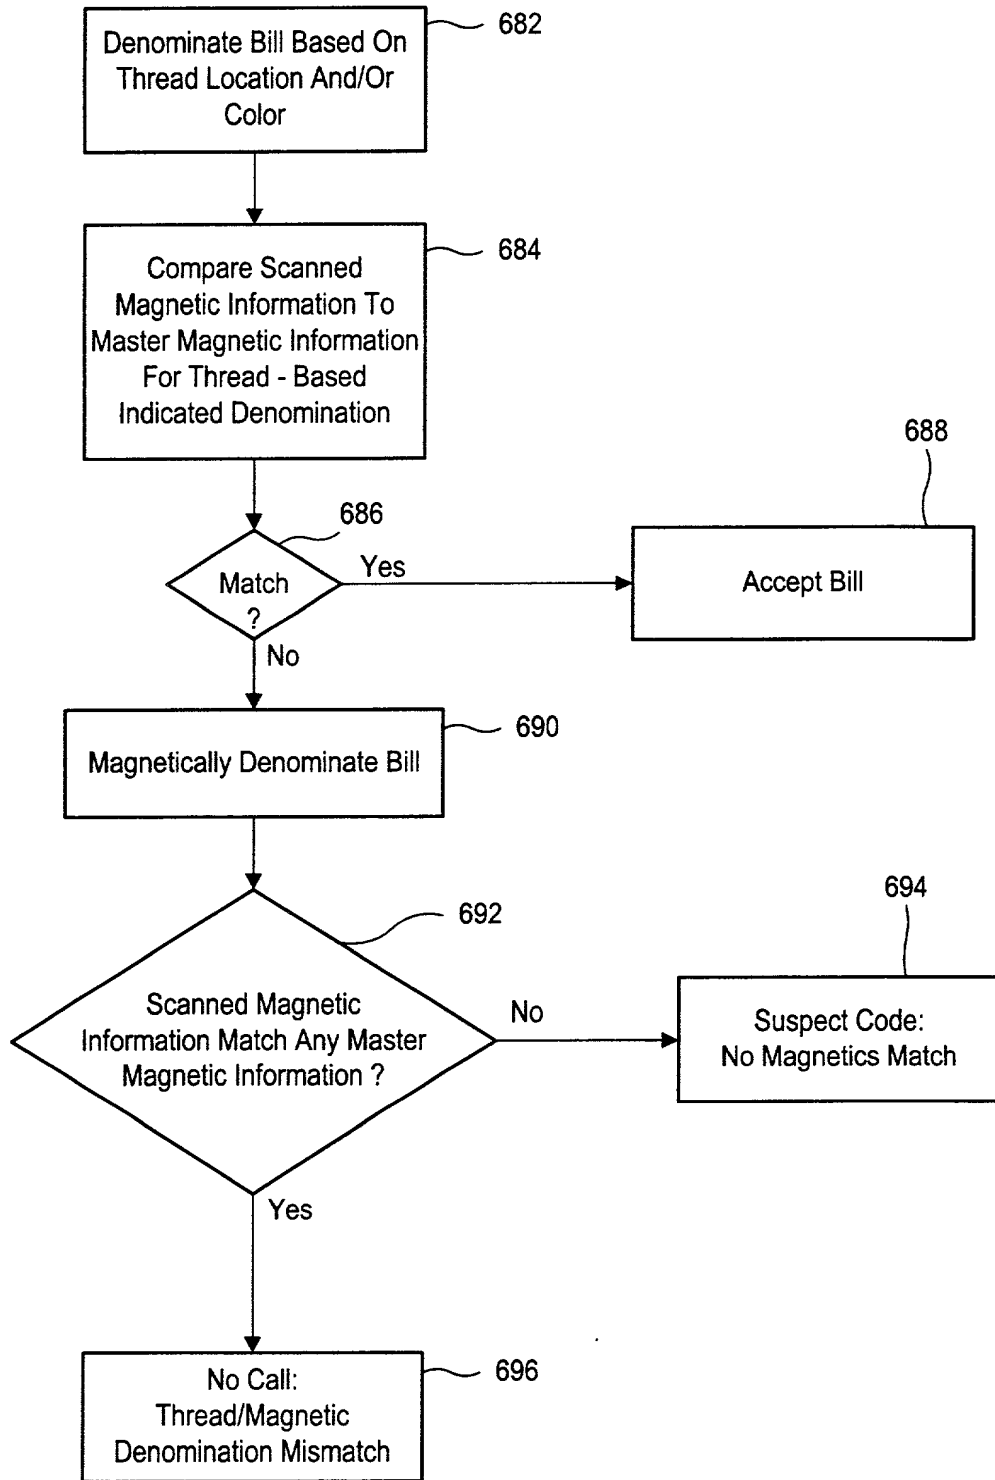 Denominate Bill Based On
Thread Location And/Or
Color
682
Compare Scanned
Magnetic Information To
Master Magnetic Information
For Thread - Based
Indicated Denomination
684
686
Match
?
Yes
No
688
Accept Bill
Magnetically Denominate Bill
690
692
Scanned Magnetic
Information Match Any Master
Magnetic Information ?
No
Yes
694
Suspect Code:
No Magnetics Match
No Call:
Thread/Magnetic
Denomination Mismatch
696